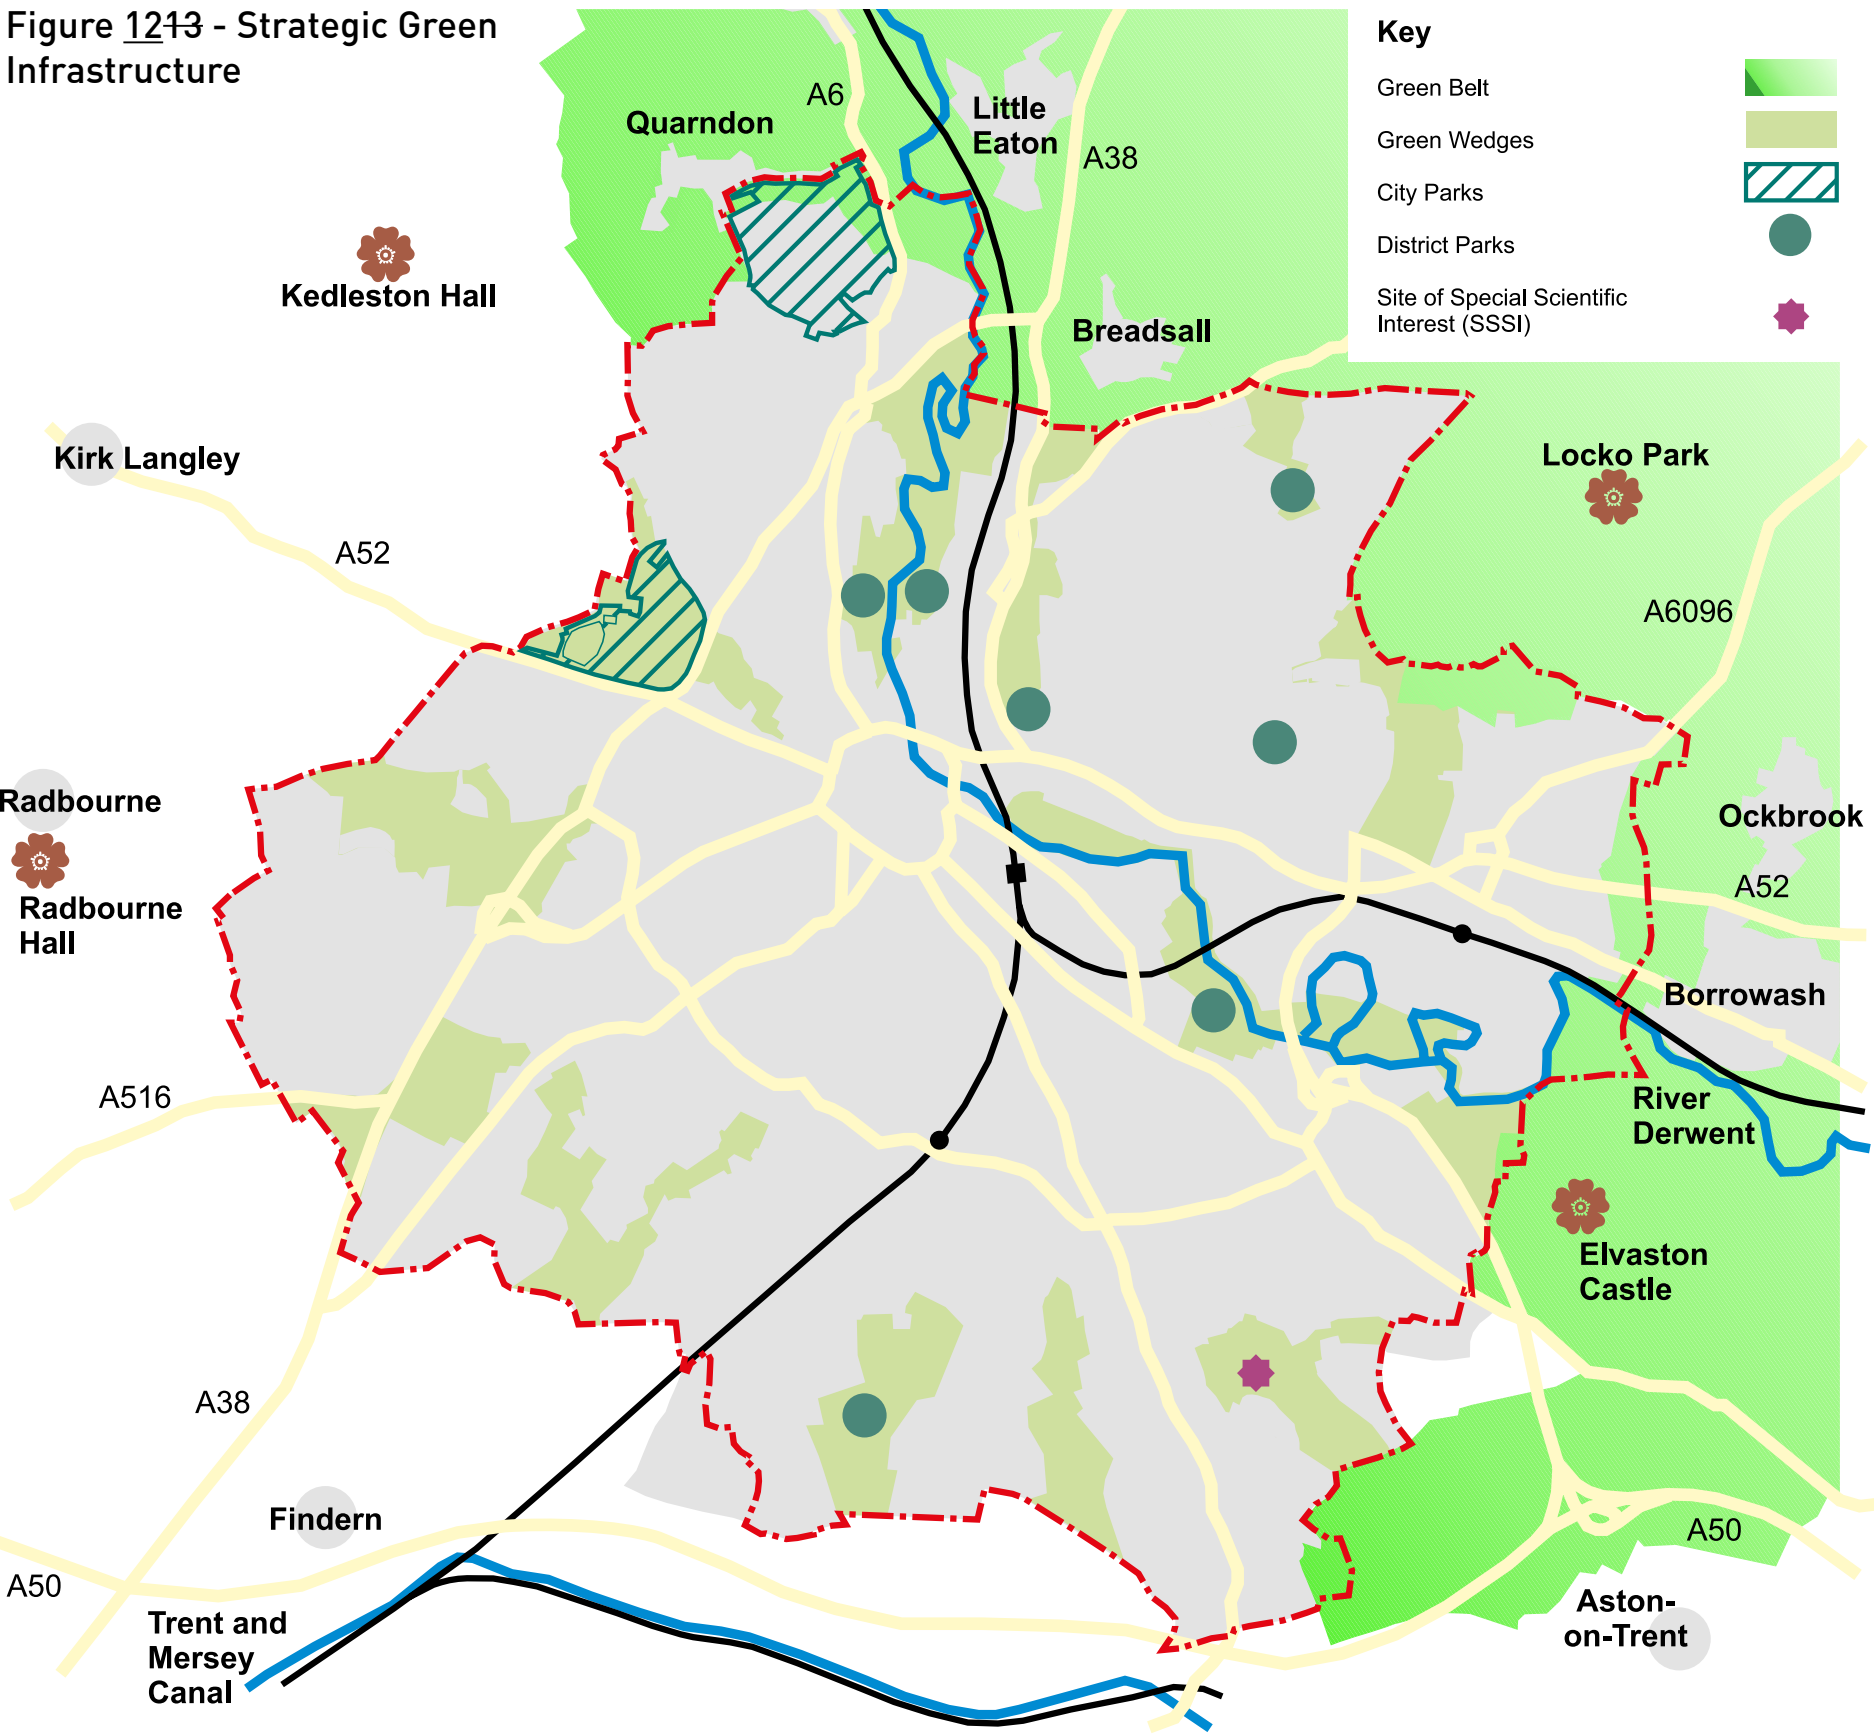 Figure 1213 - Strategic Green
Infrastructure
Key
Green Belt
Green Wedges
City Parks
District Parks
Site of Special Scientific
Interest (SSSI)
A6
Quarndon
Little
Eaton
A38
Kedleston Hall
Breadsall
Kirk Langley
Locko Park
A52
A6096
Radbourne
Ockbrook
Radbourne
Hall
A52
Borrowash
A516
River
Derwent
Elvaston
Castle
A38
Findern
A50
A50
Aston-
on-Trent
Trent and
Mersey
Canal